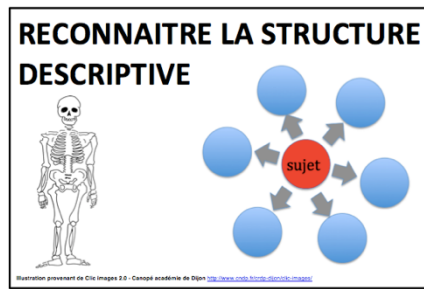 RECONNAITRE LA STRUCTURE
DESCRIPTIVE
sujet
Illustration provenant de Clic Images 2.0 - Canopé académie de Dijon http://www.cndp.fr/crdp-dijon/clic-images/